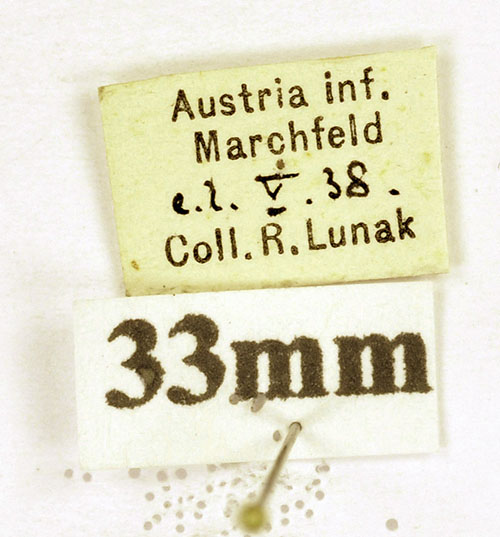 Austria inf.
Marchfeld
e.l. V.38.
Coll. R. Lunak
33mm